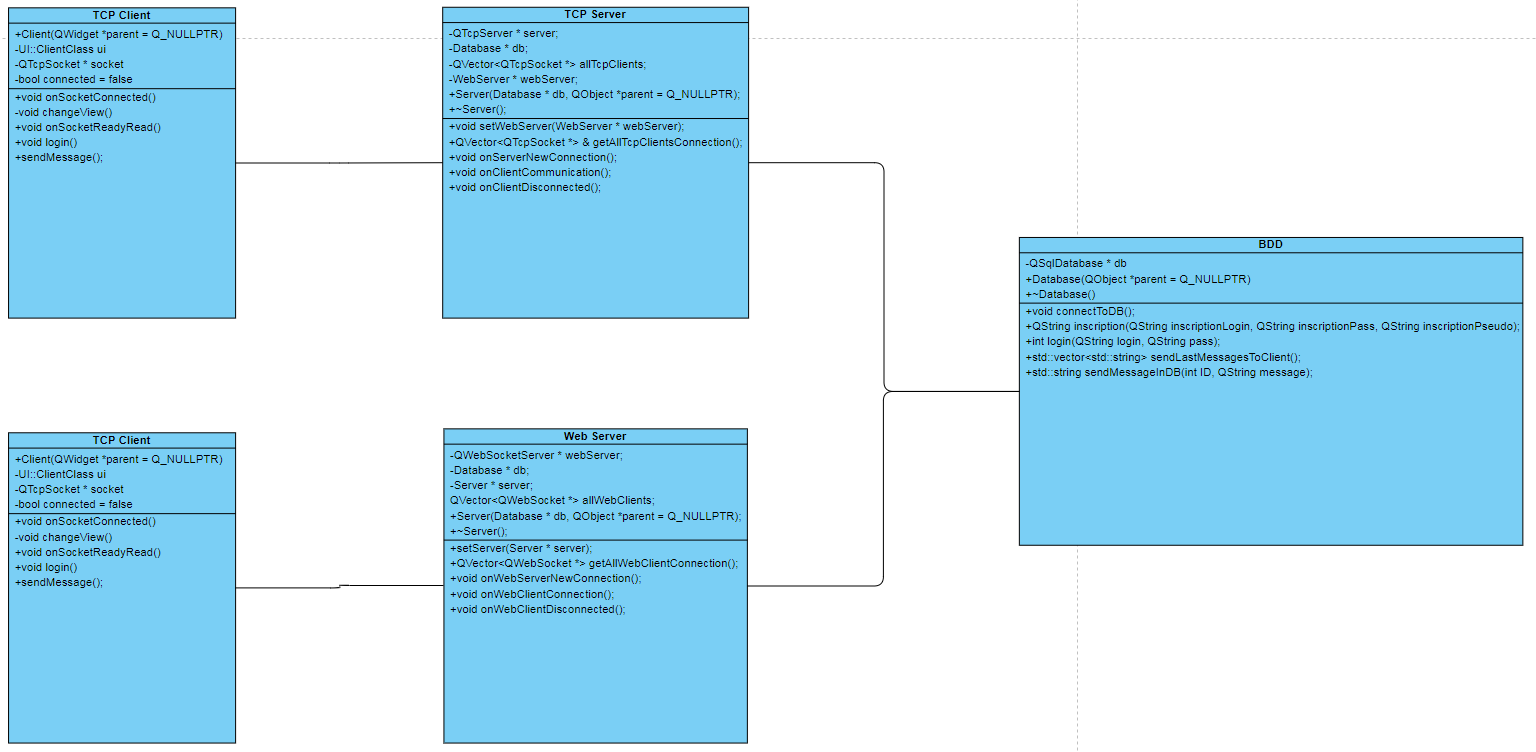 TCP Client
+Client(QWidget *parent = Q_NULLPTR)
-UI::ClientClass ui
-QTcpSocket * socket
-bool connected = false
+void onSocketConnected()
-void changeView()
+void onSocketReadyRead()
+void login()
+sendMessage();
TCP Server
-QTcpServer * server;
-Database * db;
-QVector<QTcpSocket *> allTcpClients;
-WebServer * webServer;
+Server(Database * db, QObject *parent = Q_NULLPTR);
+~Server();
+void setWebServer(WebServer * webServer);
+QVector<QTcpSocket *> & getAllTcpClientsConnection();
+void onServerNewConnection();
+void onClientCommunication();
+void onClientDisconnected();
BDD
-QSqlDatabase * db
+Database(QObject *parent = Q_NULLPTR)
+~Database()
+void connectToDB();
+QString inscription(QString inscriptionLogin, QString inscriptionPass, QString inscriptionPseudo);
+int login(QString login, QString pass);
+std::vector<std::string> sendLastMessagesToClient();
+std::string sendMessageInDB(int ID, QString message);
TCP Client
+Client(QWidget *parent = Q_NULLPTR)
-UI::ClientClass ui
-QTcpSocket * socket
-bool connected = false
+void onSocketConnected()
-void changeView()
+void onSocketReadyRead()
+void login()
+sendMessage();
Web Server
-QWebSocketServer * webServer;
-Database * db;
-Server * server;
QVector<QWebSocket *> allWebClients;
+Server(Database * db, QObject *parent = Q_NULLPTR);
+~Server();
+setServer(Server * server);
+QVector<QWebSocket *> getAllWebClientConnection();
+void onWebServerNewConnection();
+void onWebClientConnection();
+void onWebClientDisconnected();